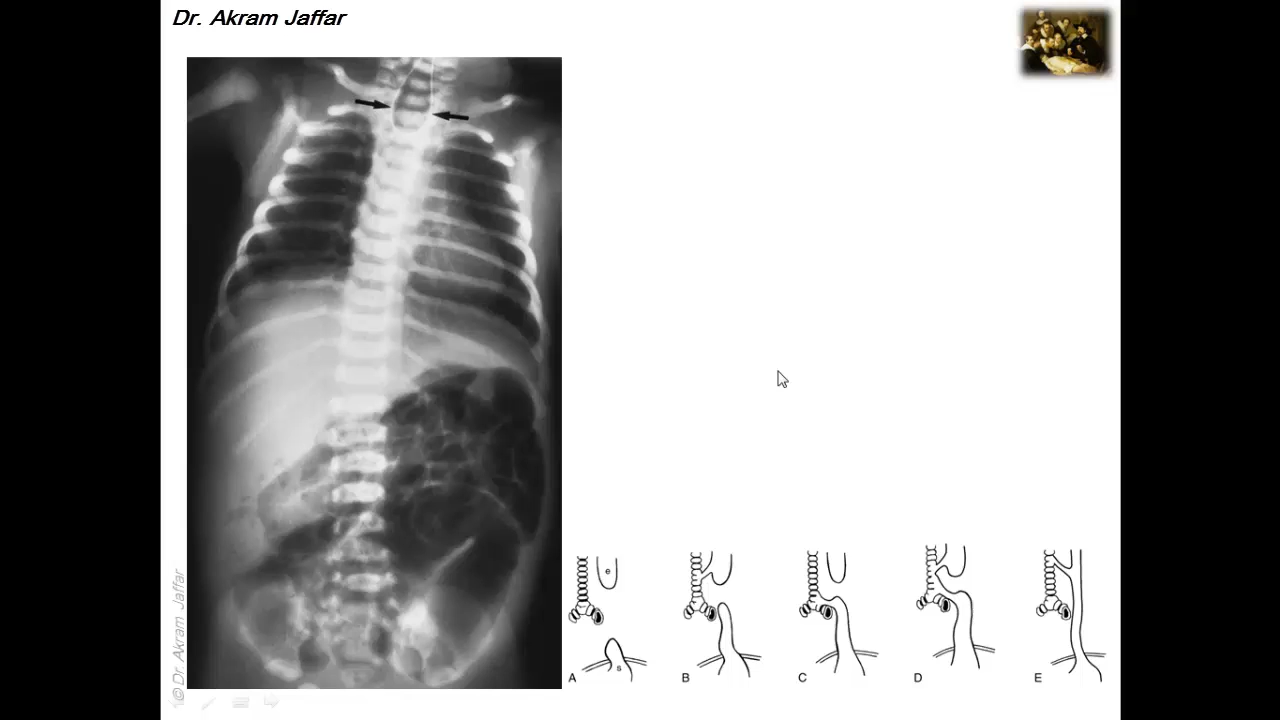 Dr. Akram Jaffar
© Dr. Akram Jaffar
e
s
A B C D E